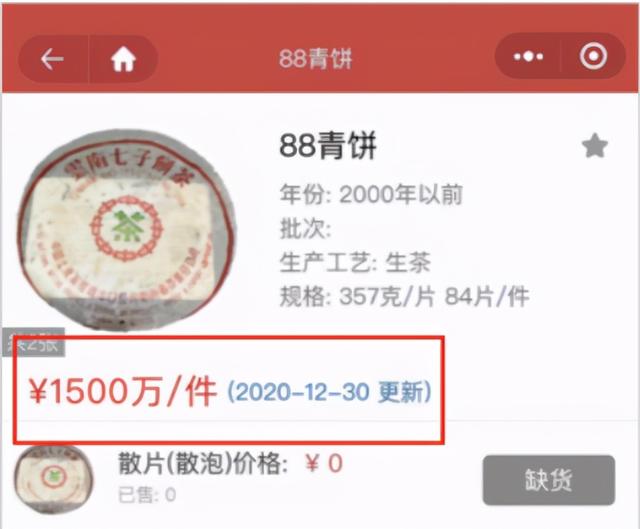 88青饼
雲南七子餅茶
茶
88青饼
年份: 2000年以前
批次:
生产工艺: 生茶
规格: 357克/片 84片/件
共2张
¥1500万/件 (2020-12-30 更新)
散片(散泡)价格: ¥0
已售: 0
缺货